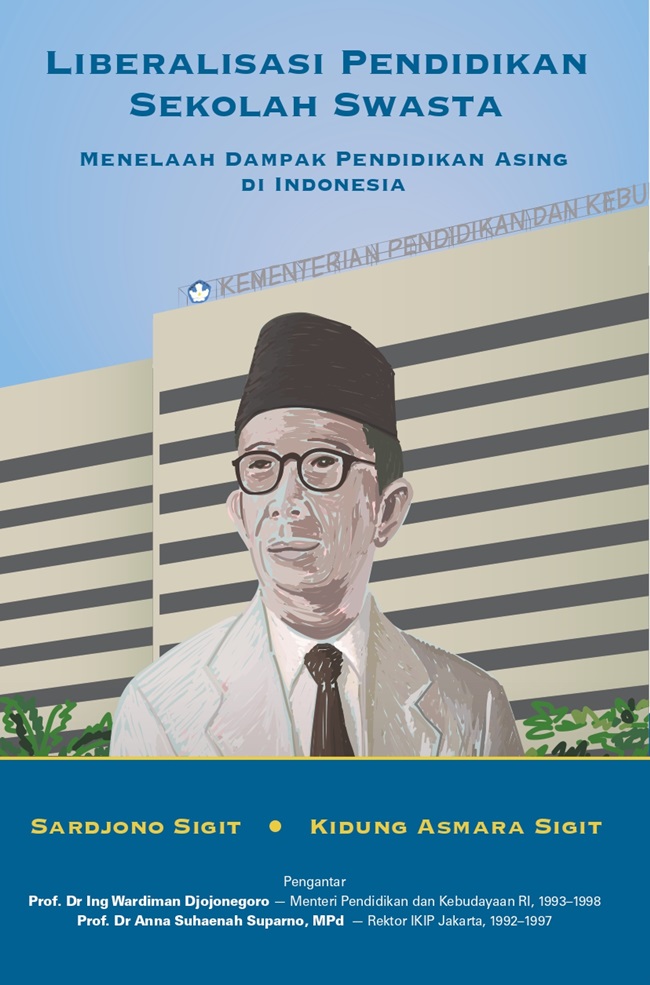 LIBERALISASI PENDIDIKAN
SEKOLAH SWASTA
MENELAAH DAMPAK PENDIDIKAN ASING
DI INDONESIA
KEMENTERIAN PENDIDIKAN DAN KEBU
SARDJONO SIGIT • KIDUNG ASMARA SIGIT
Pengantar
Prof. Dr Ing Wardiman Djojonegoro — Menteri Pendidikan dan Kebudayaan RI, 1993–1998
Prof. Dr Anna Suhaenah Suparno, MPd — Rektor IKIP Jakarta, 1992–1997